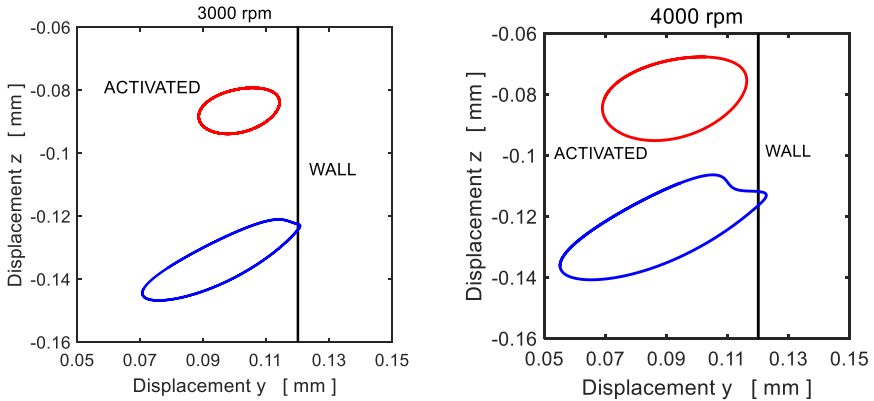 3000 rpm
-0.06
-0.08
-0.1
-0.12
-0.14
-0.16
0.05
0.07
0.09
0.11
0.13
0.15
Displacement z [ mm ]
Displacement y [ mm ]
ACTIVATED
WALL
4000 rpm
-0.06
-0.08
-0.1
-0.12
-0.14
-0.16
0.05
0.07
0.09
0.11
0.13
0.15
Displacement z [ mm ]
Displacement y [ mm ]
ACTIVATED
WALL